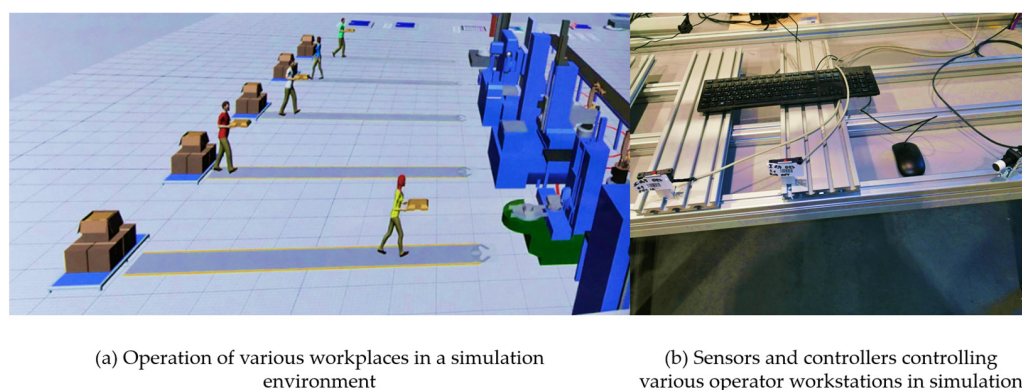 (a) Operation of various workplaces in a simulation
environment
(b) Sensors and controllers controlling
various operator workstations in simulation